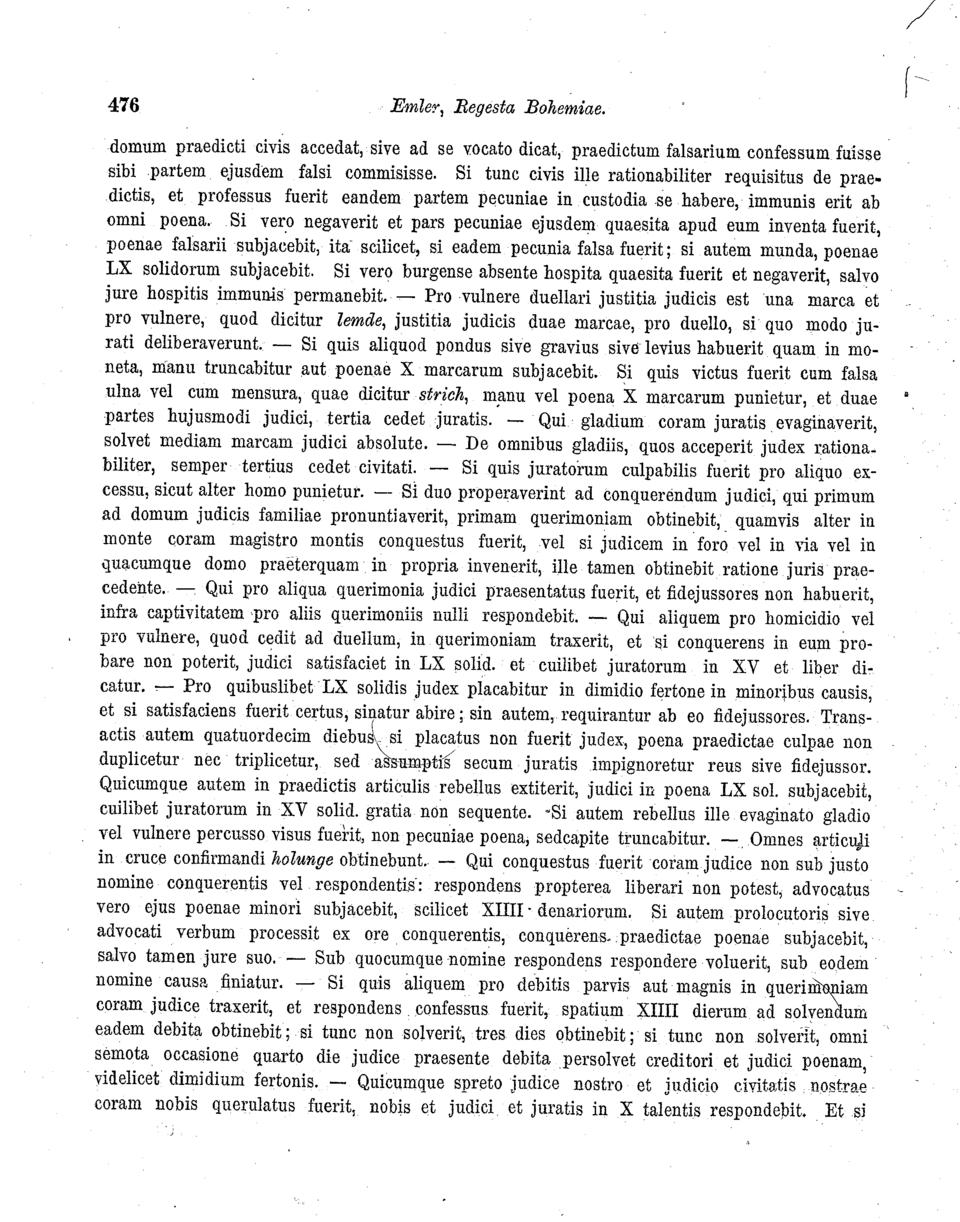 476
Emler, Regesta Bohemiae.
domum praedicti civis accedat, sive ad se vocato dicat, praedictum falsarium confessum fuisse
sibi partem ejusdem falsi commisisse. Si tunc civis ille rationabiliter requisitus de prae-
dictis, et professus fuerit eandem partem pecuniae in custodia se habere, immunis erit ab
omni poena. Si vero negaverit et pars pecuniae ejusdem quaesita apud eum inventa fuerit,
poenae falsarii subjacebit, ita scilicet, si eadem pecunia falsa fuerit; si autem munda, poenae
LX solidorum subjacebit. Si vero burgense absente hospita quaesita fuerit et negaverit, salvo
jure hospitis immunis permanebit. — Pro vulnere duellari justitia judicis est una marca et
pro vulnere, quod dicitur lemde, justitia judicis duae marcae, pro duello, si quo modo ju-
rati deliberaverunt. — Si quis aliquod pondus sive gravius sive levius habuerit quam in mo-
neta, manu truncabitur aut poenae X marcarum subjacebit. Si quis victus fuerit cum falsa
ulna vel cum mensura, quae dicitur strich, manu vel poena X marcarum punietur, et duae
partes hujusmodi judici, tertia cedet juratis. — Qui gladium coram juratis evaginaverit,
solvet mediam marcam judici absolute. — De omnibus gladiis, quos acceperit judex rationa-
biliter, semper tertius cedet civitati. — Si quis juratorum culpabilis fuerit pro aliquo ex-
cessu, sicut alter homo punietur. — Si duo properaverint ad conquerendum judici, qui primum
ad domum judicis familiae pronuntiaverit, primam querimoniam obtinebit, quamvis alter in
monte coram magistro montis conquestus fuerit, vel si judicem in foro vel in via vel in
quacumque domo praeterquam in propria invenerit, ille tamen obtinebit ratione juris prae-
cedente. — Qui pro aliqua querimonia judici praesentatus fuerit, et fidejussores non habuerit,
infra captivitatem pro aliis querimoniis nulli respondebit. — Qui aliquem pro homicidio vel
pro vulnere, quod cedit ad duellum, in querimoniam traxerit, et si conquerens in eum pro-
bare non poterit, judici satisfaciet in LX solid. et cuilibet juratorum in XV et liber di-
catur. — Pro quibuslibet LX solidis judex placabitur in dimidio fertone in minoribus causis,
et si satisfaciens fuerit certus, sinatur abire; sin autem, requirantur ab eo fidejussores. Trans-
actis autem quatuordecim diebus si placatus non fuerit judex, poena praedictae culpae non
duplicetur nec triplicetur, sed assumptis secum juratis impignoretur reus sive fidejussor.
Quicumque autem in praedictis articulis rebellus extiterit, judici in poena LX sol. subjacebit,
cuilibet juratorum in XV solid. gratia non sequente. Si autem rebellus ille evaginato gladio
vel vulnere percusso visus fuerit, non pecuniae poena, sedcapite truncabitur. — Omnes articuli
in cruce confirmandi holunge obtinebunt. — Qui conquestus fuerit coram judice non sub justo
nomine conquerentis vel respondentis: respondens propterea liberari non potest, advocatus
vero ejus poenae minori subjacebit, scilicet XIIII denariorum. Si autem prolocutoris sive
advocati verbum processit ex ore conquerentis, conquerens praedictae poenae subjacebit,
salvo tamen jure suo. — Sub quocumque nomine respondens respondere voluerit, sub eodem
nomine causa finiatur. — Si quis aliquem pro debitis parvis aut magnis in querimoniam
coram judice traxerit, et respondens confessus fuerit, spatium XIIII dierum ad solvendum
eadem debita obtinebit; si tunc non solverit, tres dies obtinebit; si tunc non solverit, omni
semota occasione quarto die judice praesente debita persolvet creditori et judici poenam,
videlicet dimidium fertonis. — Quicumque spreto judice nostro et judicio civitatis nostrae
coram nobis querulatus fuerit, nobis et judici et juratis in X talentis respondebit. Et si